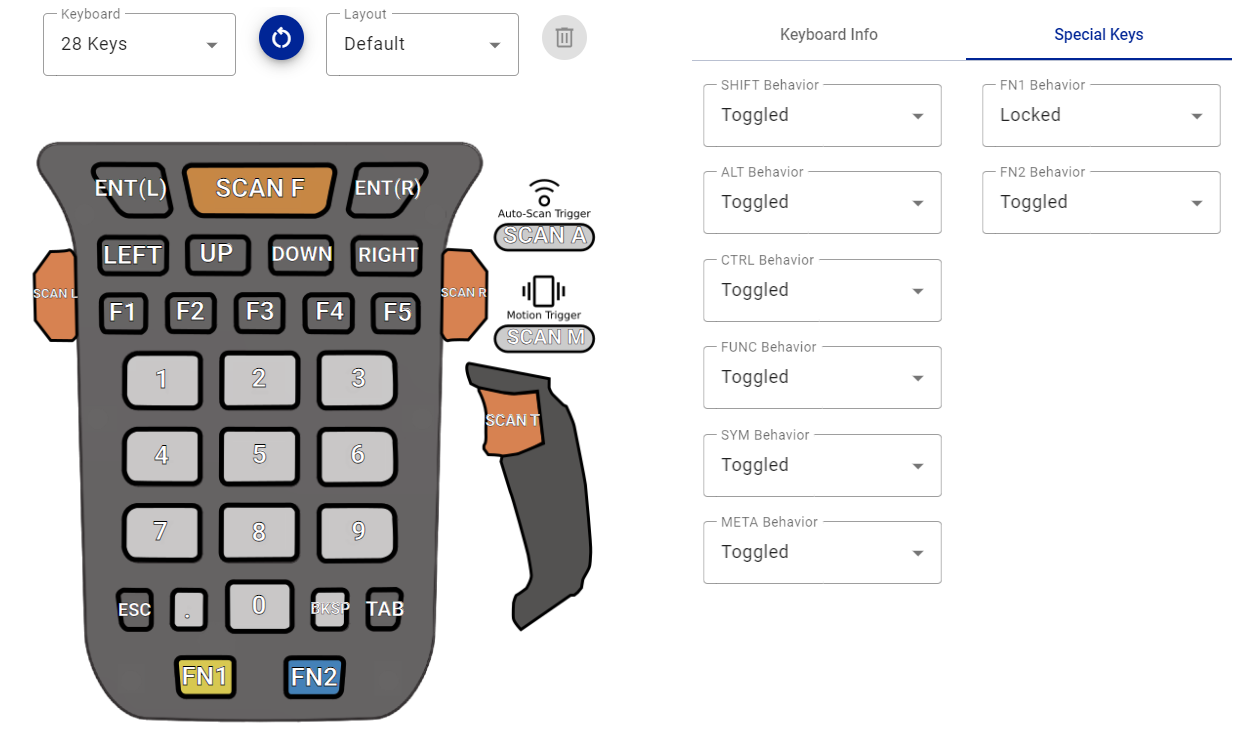 Keyboard
28 Keys
Layout
Default
Keyboard Info
Special Keys
SHIFT Behavior
Toggled
FN1 Behavior
Locked
ALT Behavior
Toggled
FN2 Behavior
Toggled
CTRL Behavior
Toggled
FUNC Behavior
Toggled
SYM Behavior
Toggled
META Behavior
Toggled
ENT(L)
SCAN F
ENT(R)
LEFT
UP
DOWN
RIGHT
SCAN L
SCAN R
F1
F2
F3
F4
F5
1
2
3
4
5
6
7
8
9
ESC
.
0
BKSP
TAB
FN1
FN2
Auto-Scan Trigger
SCAN A
Motion Trigger
SCAN M
SCAN T